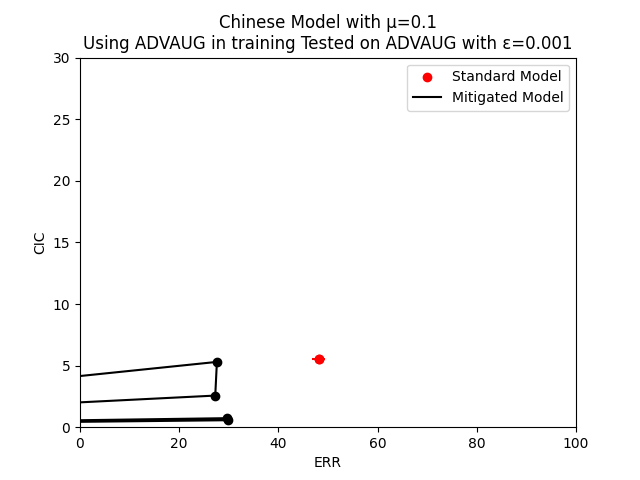 Chinese Model with μ=0.1
Using ADVAUG in training Tested on ADVAUG with ε=0.001
Standard Model
Mitigated Model
30
25
20
15
10
5
0
CIC
0 20 40 60 80 100
ERR